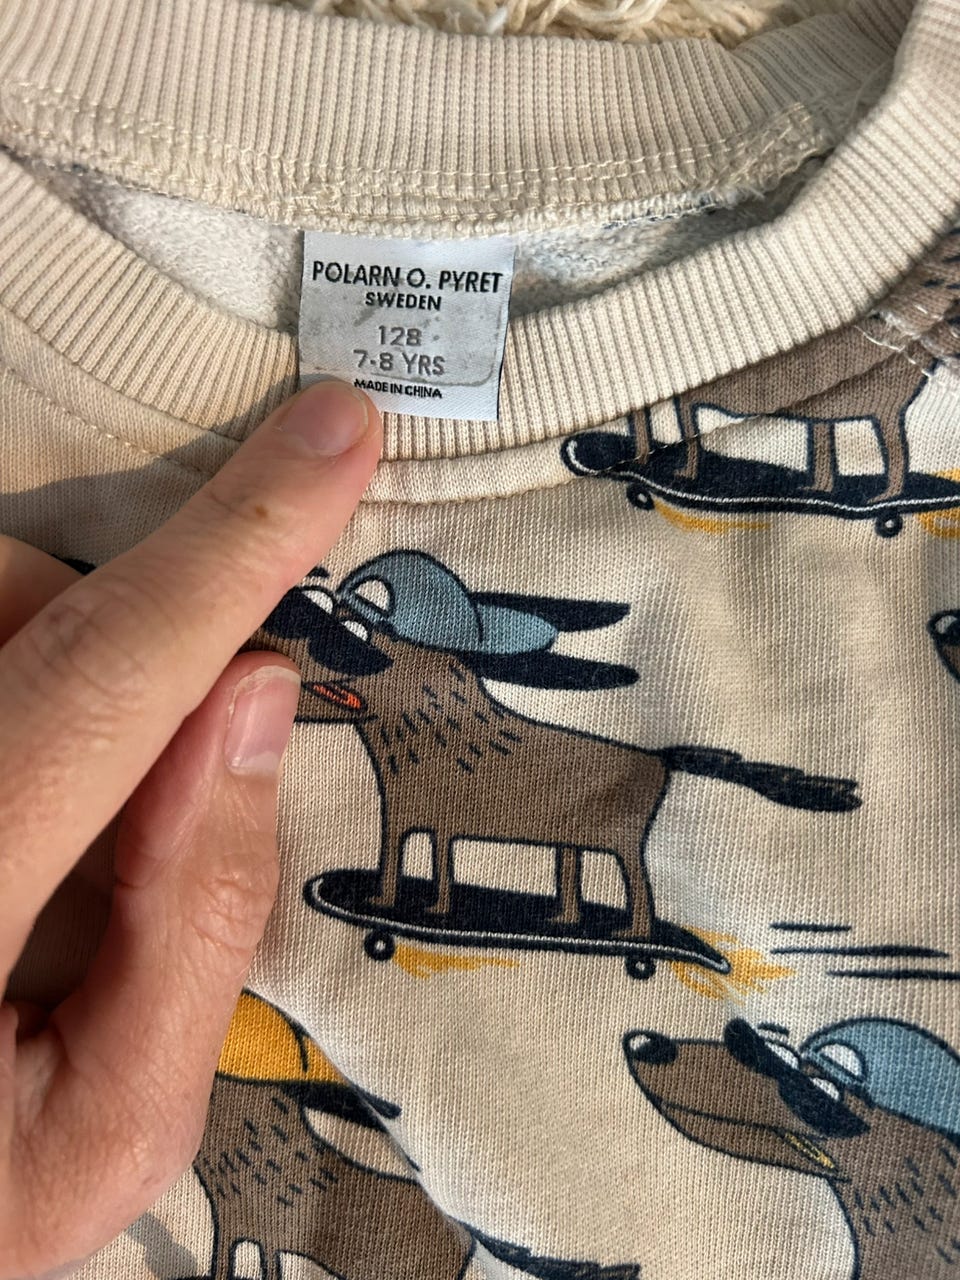 POLARN O. PYRET
SWEDEN
128
7-8 YRS
MADE IN CHINA